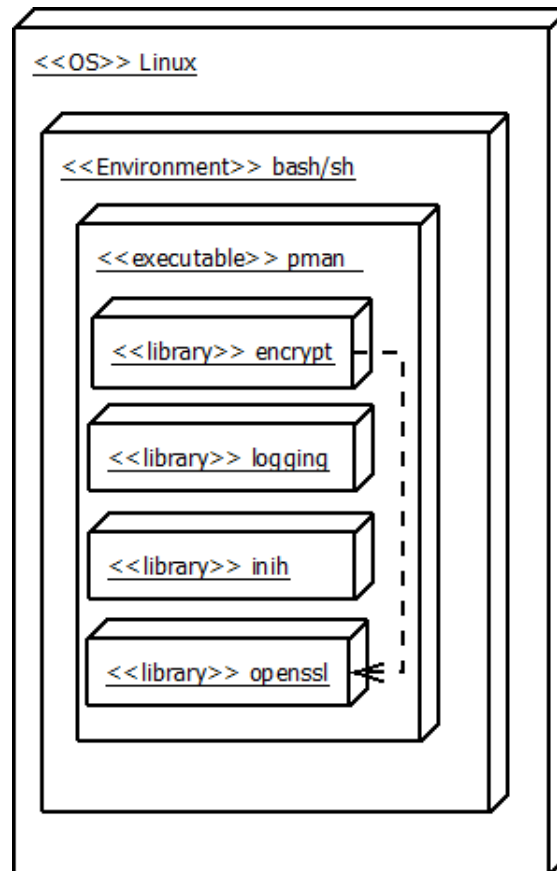 <<OS>> Linux
<<Environment>> bash/sh
<<executable>> pman
<<library>> encrypt
<<library>> logging
<<library>> inih
<<library>> openssl